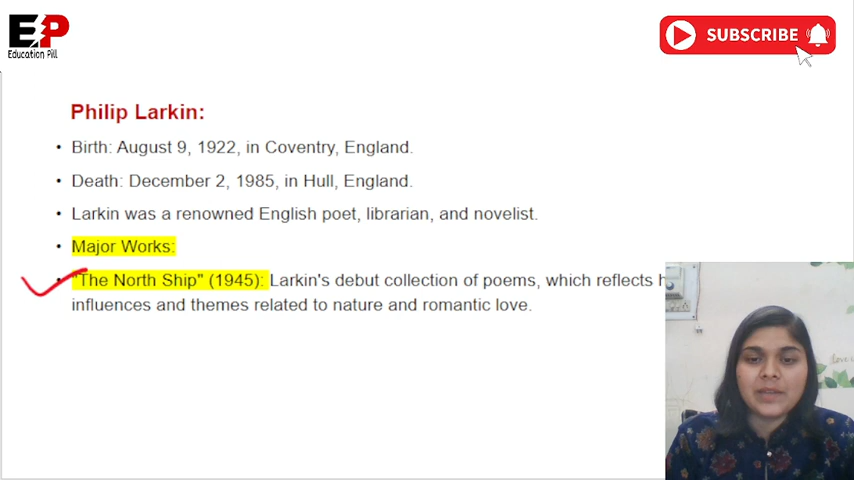 EP
Education Pill
SUBSCRIBE
Philip Larkin:
• Birth: August 9, 1922, in Coventry, England.
• Death: December 2, 1985, in Hull, England.
• Larkin was a renowned English poet, librarian, and novelist.
• Major Works:
• "The North Ship" (1945): Larkin's debut collection of poems, which reflects
influences and themes related to nature and romantic love.